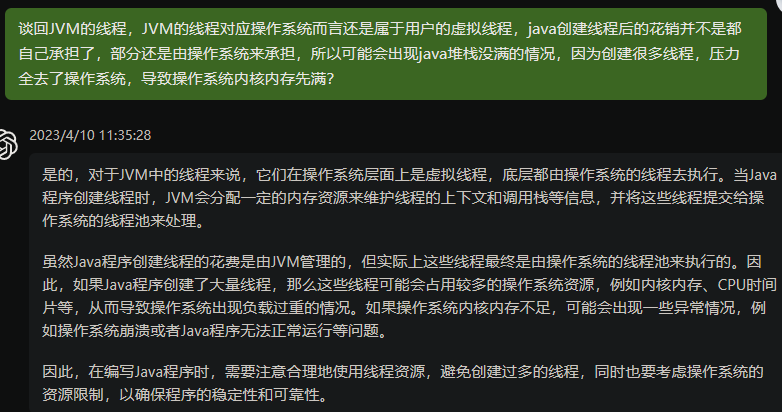 谈回JVM的线程，JVM的线程对应操作系统而言还是属于用户的虚拟线程，java创建线程后的花销并不是都
自己承担了，部分还是由操作系统来承担，所以可能会出现java堆栈没满的情况，因为创建很多线程，压力
全去了操作系统，导致操作系统内核内存先满？
2023/4/10 11:35:28
是的，对于JVM中的线程来说，它们在操作系统层面上是虚拟线程，底层都由操作系统的线程去执行。当Java
程序创建线程时，JVM会分配一定的内存资源来维护线程的上下文和调用栈等信息，并将这些线程提交给操
作系统的线程池来处理。
虽然Java程序创建线程的花费是由JVM管理的，但实际上这些线程最终是由操作系统的线程池来执行的。因
此，如果Java程序创建了大量线程，那么这些线程可能会占用较多的操作系统资源，例如内核内存、CPU时间
片等，从而导致操作系统出现负载过重的情况。如果操作系统内核内存不足，可能会出现一些异常情况，例
如操作系统崩溃或者Java程序无法正常运行等问题。
因此，在编写Java程序时，需要注意合理地使用线程资源，避免创建过多的线程，同时也要考虑操作系统的
资源限制，以确保程序的稳定性和可靠性。